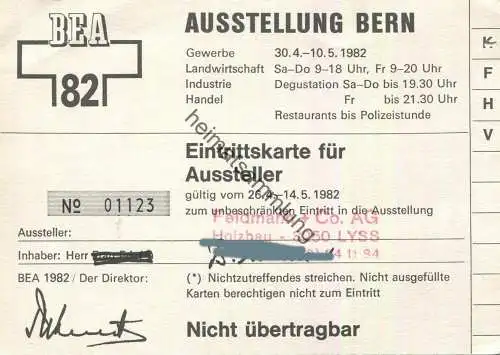 BEA
82
AUSSTELLUNG BERN
Gewerbe 30.4.–10.5.1982
Landwirtschaft Sa–Do 9–18 Uhr, Fr 9–20 Uhr
Industrie Degustation Sa–Do bis 19.30 Uhr
Handel Fr bis 21.30 Uhr
Restaurants bis Polizeistunde
K
F
H
V
Eintrittskarte für
Aussteller
gültig vom 26.4.–14.5.1982
zum unbeschränkten Eintritt in die Ausstellung
№ 01123
Aussteller:
Feldmann + Co. AG
Holzbau - 3250 LYSS
Inhaber: Herr
BEA 1982 / Der Direktor:
(*) Nichtzutreffendes streichen. Nicht ausgefüllte
Karten berechtigen nicht zum Eintritt
Nicht übertragbar
heimatsammlung